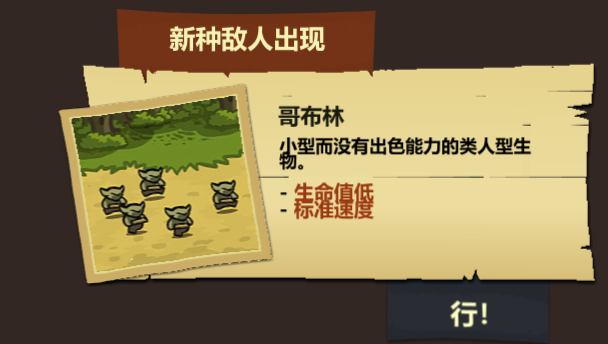 新种敌人出现
哥布林
小型而没有出色能力的类人型生
物。
- 生命值低
- 标准速度
行!